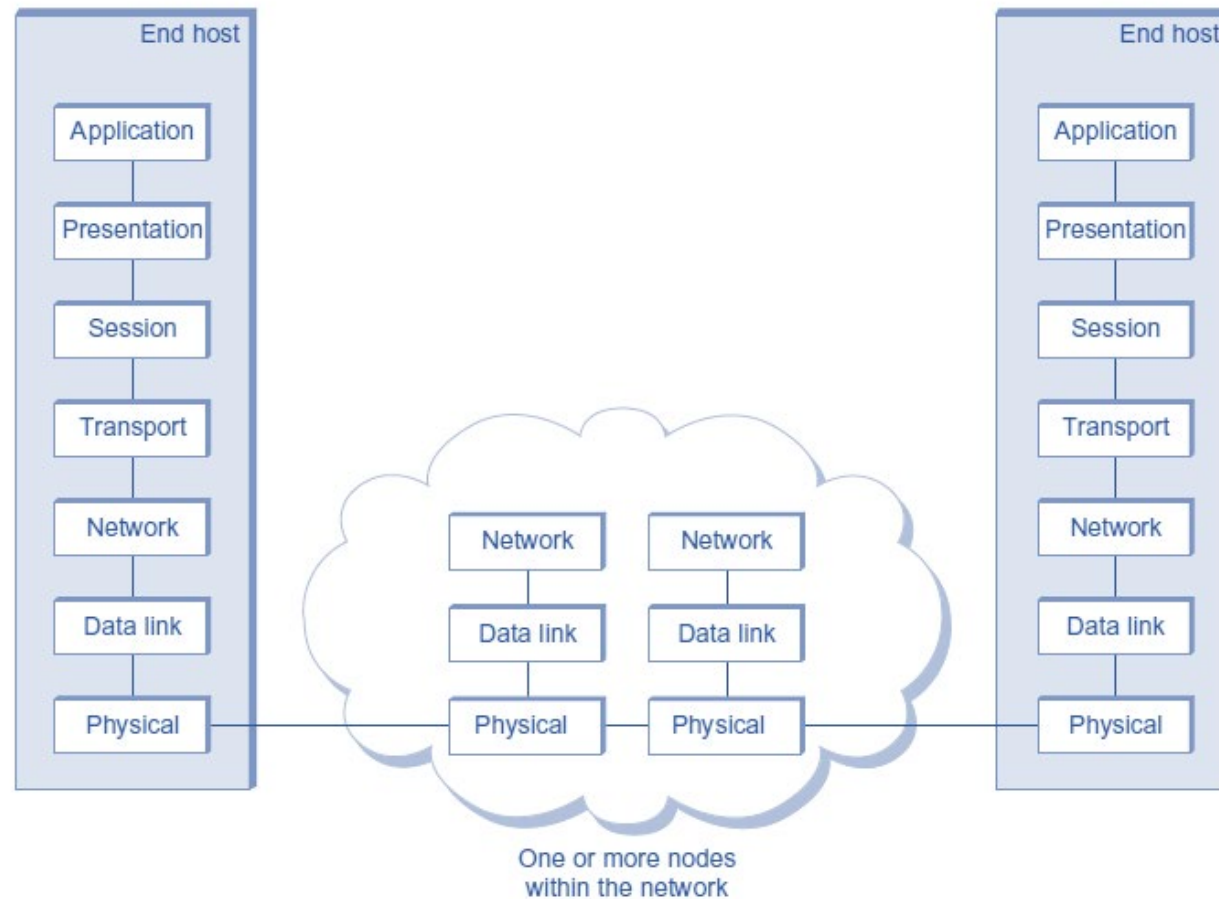 End host
Application
Presentation
Session
Transport
Network
Data link
Physical
Network
Data link
Physical
Network
Data link
Physical
One or more nodes
within the network
End host
Application
Presentation
Session
Transport
Network
Data link
Physical